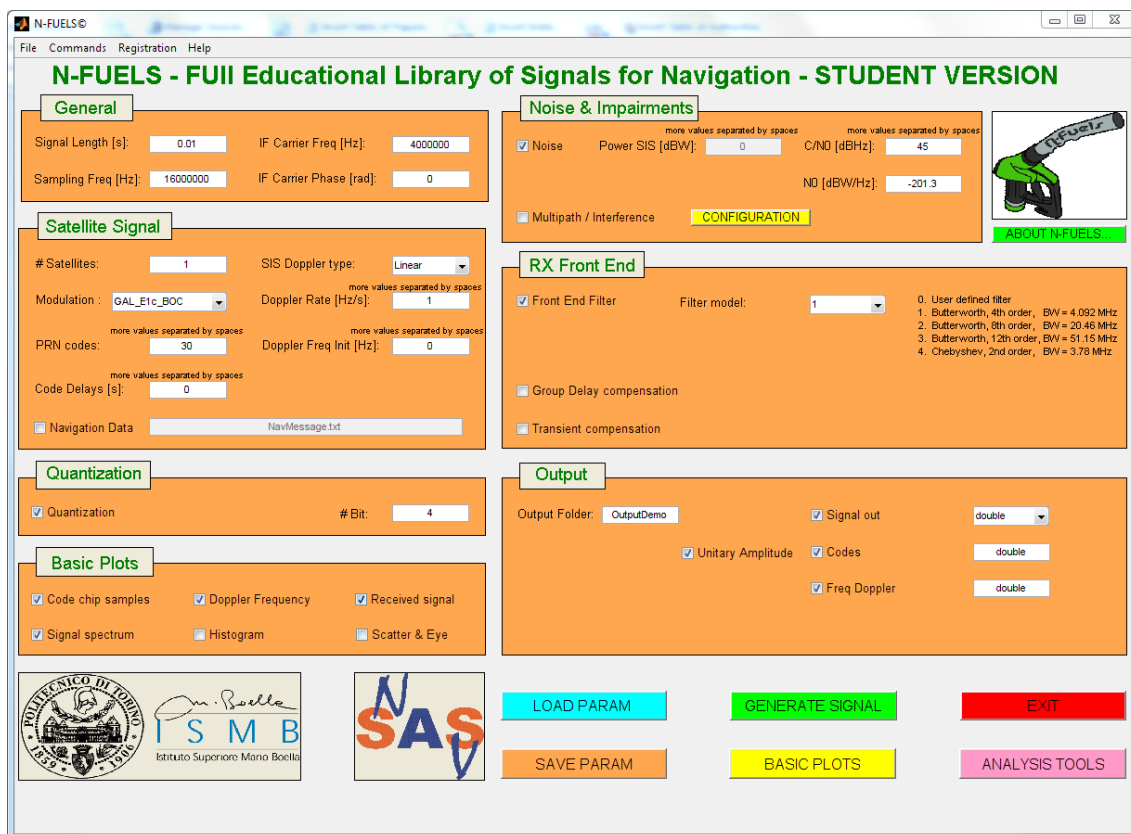 N-FUELS©
File Commands Registration Help
N-FUELS - FUll Educational Library of Signals for Navigation - STUDENT VERSION
General
Signal Length [s]: 0.01 IF Carrier Freq [Hz]: 4000000
Sampling Freq [Hz]: 16000000 IF Carrier Phase [rad]: 0
Satellite Signal
# Satellites: 1 SIS Doppler type: Linear
more values separated by spaces
Modulation : GAL_E1c_BOC Doppler Rate [Hz/s]: 1
more values separated by spaces more values separated by spaces
PRN codes: 30 Doppler Freq Init [Hz]: 0
more values separated by spaces
Code Delays [s]: 0
Navigation Data NavMessage.txt
Quantization
Quantization # Bit: 4
Basic Plots
Code chip samples Doppler Frequency Received signal
Signal spectrum Histogram Scatter & Eye
Noise & Impairments
more values separated by spaces more values separated by spaces
Noise Power SIS [dBW]: 0 C/N0 [dBHz]: 45
N0 [dBW/Hz]: -201.3
Multipath / Interference CONFIGURATION
n-fuels
ABOUT N-FUELS...
RX Front End
Front End Filter Filter model: 1
0. User defined filter
1. Butterworth, 4th order, BW = 4.092 MHz
2. Butterworth, 8th order, BW = 20.46 MHz
3. Butterworth, 12th order, BW = 51.15 MHz
4. Chebyshev, 2nd order, BW = 3.78 MHz
Group Delay compensation
Transient compensation
Output
Output Folder: OutputDemo Signal out double
Unitary Amplitude Codes double
Freq Doppler double
POLITECNICO DI TORINO
1859 1906
M. Boella
ISMB
Istituto Superiore Mario Boella
NavSAS
LOAD PARAM GENERATE SIGNAL EXIT
SAVE PARAM BASIC PLOTS ANALYSIS TOOLS